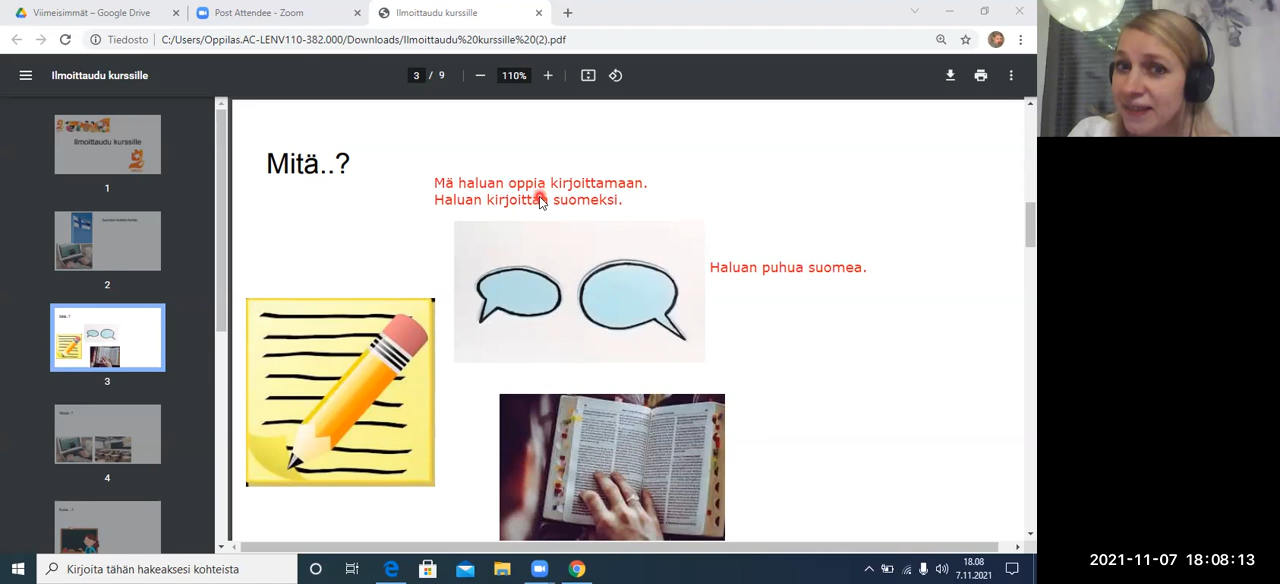 Viimeisimmät – Google Drive
Post Attendee - Zoom
Ilmoittaudu kurssille
Tiedosto
C:/Users/Oppilas.AC-LENV110-382.000/Downloads/Ilmoittaudu%20kurssille%20(2).pdf
Ilmoittaudu kurssille
3 / 9
110%
Ilmoittaudu kurssille
1
2
3
4
Mitä..?
Mä haluan oppia kirjoittamaan.
Haluan kirjoittaa suomeksi.
Haluan puhua suomea.
Kirjoita tähän hakeaksesi kohteista
18.08
7.11.2021
2021-11-07 18:08:13